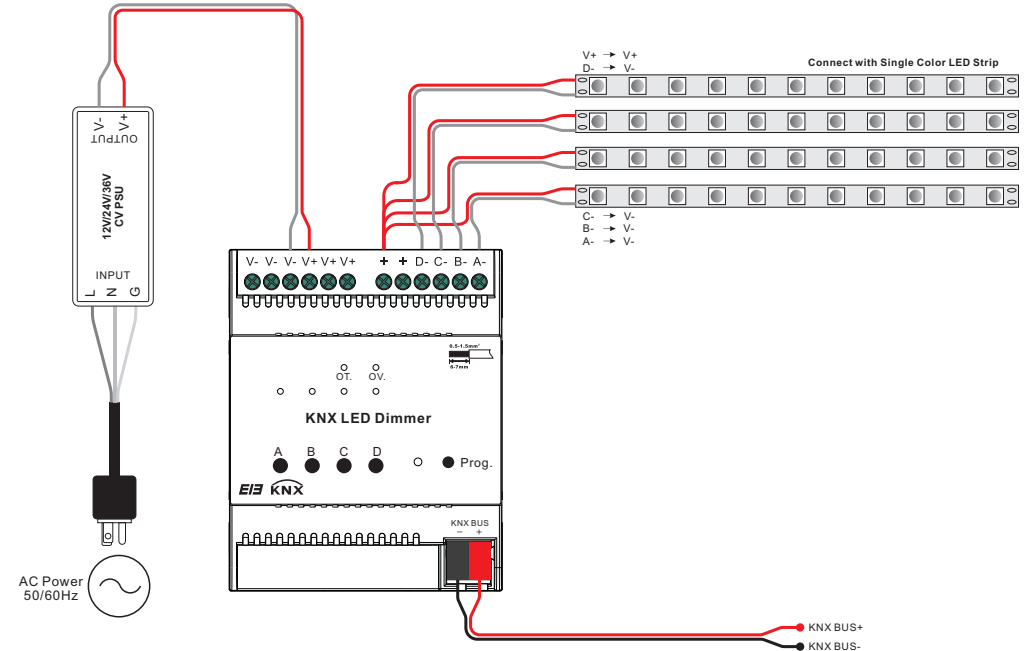 V+ → V+
D- → V-
Connect with Single Color LED Strip
C- → V-
B- → V-
A- → V-
V-
V+
OUTPUT
12V/24V/36V
CV PSU
INPUT
L N G
AC Power
50/60Hz
V- V- V- V+ V+ V+ + + D- C- B- A-
0.5-1.5mm²
6-7mm
OT. OV.
KNX LED Dimmer
A B C D
Prog.
EIB KNX
KNX BUS
− +
KNX BUS+
KNX BUS-